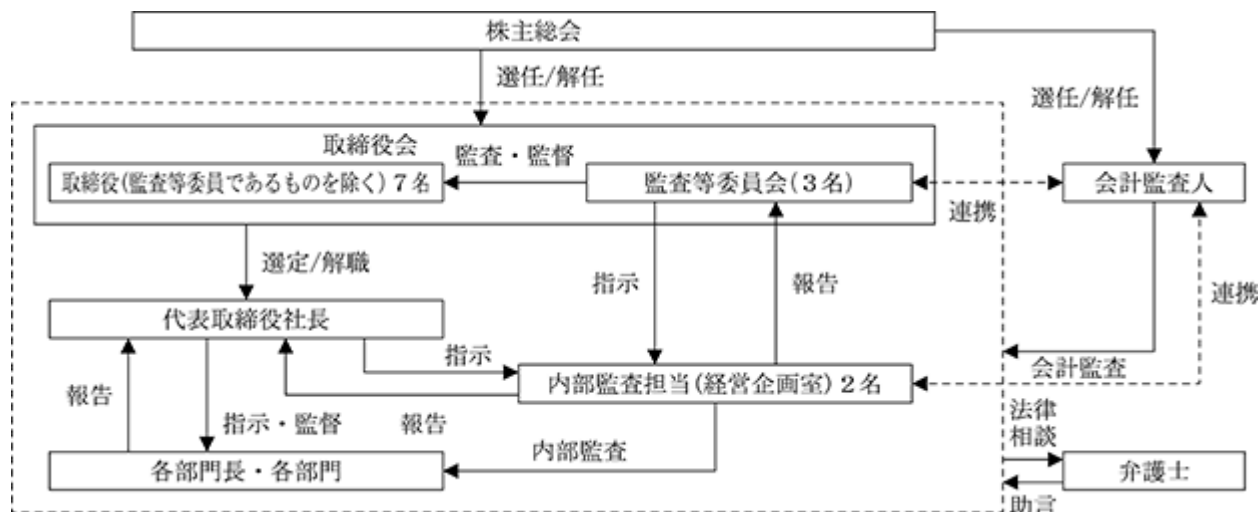 株主総会
選任/解任
選任/解任
取締役会
監査・監督
取締役(監査等委員であるものを除く)7名
監査等委員会(3名)
会計監査人
連携
選定/解職
指示
報告
連携
代表取締役社長
指示
会計監査
内部監査担当(経営企画室)2名
報告
指示・監督
報告
法律
相談
内部監査
各部門長・各部門
弁護士
助言